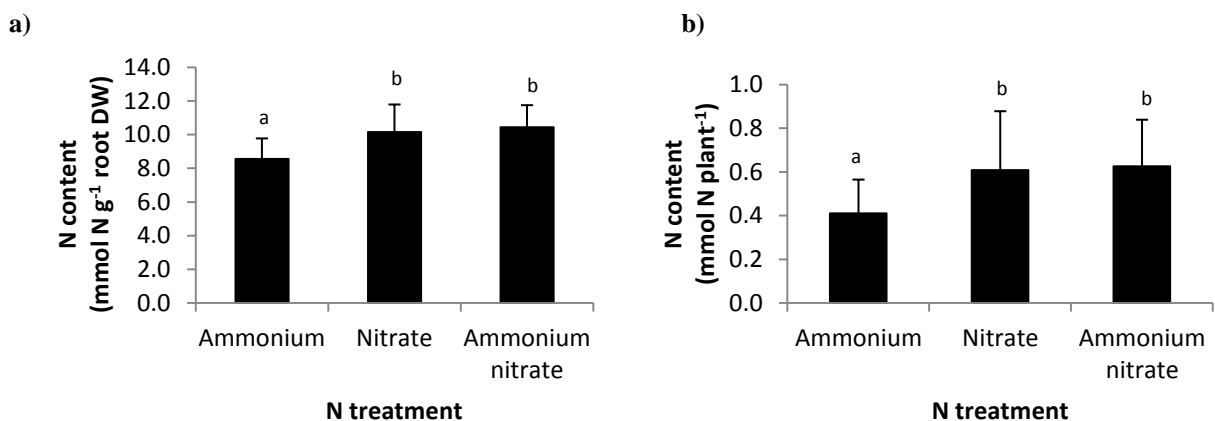 a)
N content
(mmol N g⁻¹ root DW)
14.0
12.0
10.0
8.0
6.0
4.0
2.0
0.0
a
b
b
Ammonium
Nitrate
Ammonium
nitrate
N treatment
b)
N content
(mmol N plant⁻¹)
1.0
0.8
0.6
0.4
0.2
0.0
a
b
b
Ammonium
Nitrate
Ammonium
nitrate
N treatment